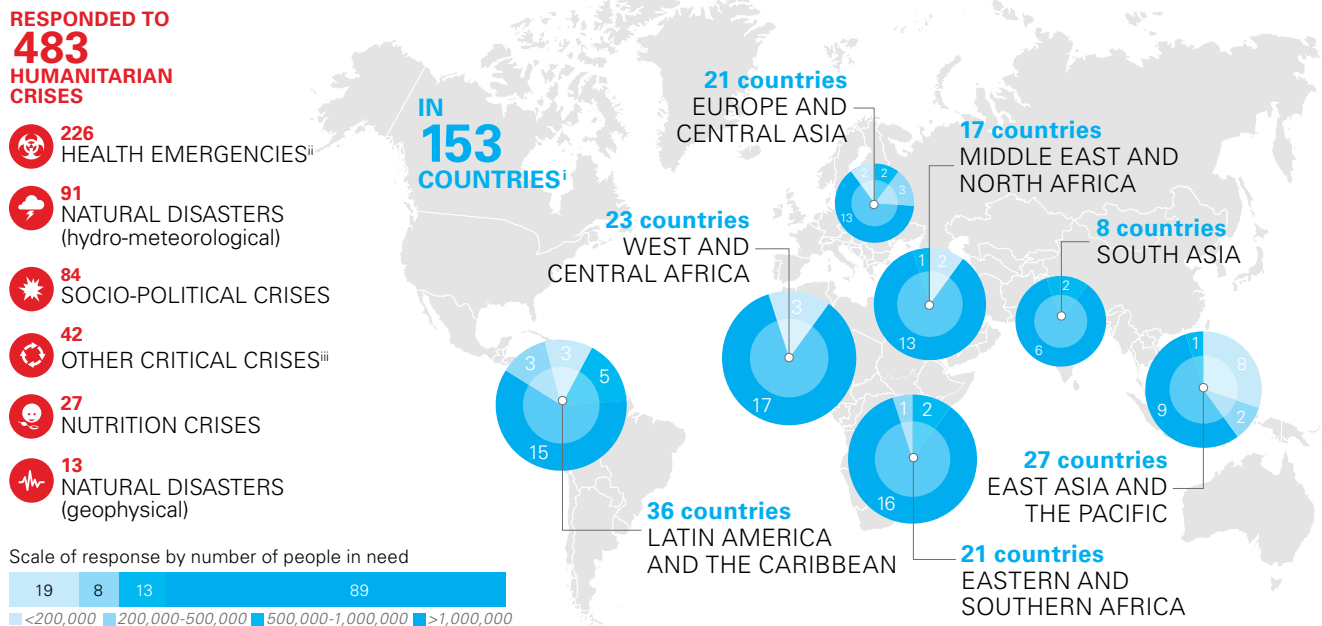 RESPONDED TO
483
HUMANITARIAN
CRISES
226
HEALTH EMERGENCIESii
91
NATURAL DISASTERS
(hydro-meteorological)
84
SOCIO-POLITICAL CRISES
42
OTHER CRITICAL CRISESiii
27
NUTRITION CRISES
13
NATURAL DISASTERS
(geophysical)
Scale of response by number of people in need
19 8 13 89
<200,000 200,000-500,000 500,000-1,000,000 >1,000,000
IN
153
COUNTRIESi
21 countries
EUROPE AND
CENTRAL ASIA
2 2
3
13
17 countries
MIDDLE EAST AND
NORTH AFRICA
1 2
13
8 countries
SOUTH ASIA
2
6
23 countries
WEST AND
CENTRAL AFRICA
3
17
3 3
5
15
36 countries
LATIN AMERICA
AND THE CARIBBEAN
1 2
16
21 countries
EASTERN AND
SOUTHERN AFRICA
1
8
9 2
27 countries
EAST ASIA AND
THE PACIFIC